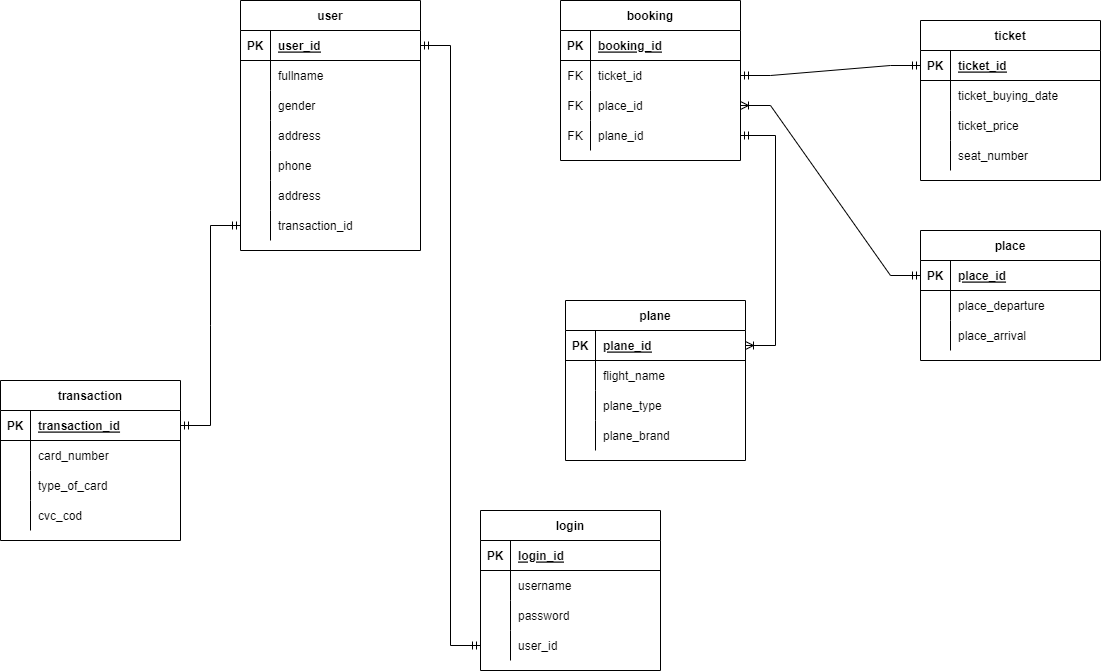 user
PK user_id
fullname
gender
address
phone
address
transaction_id
booking
PK booking_id
FK ticket_id
FK place_id
FK plane_id
ticket
PK ticket_id
ticket_buying_date
ticket_price
seat_number
place
PK place_id
place_departure
place_arrival
plane
PK plane_id
flight_name
plane_type
plane_brand
transaction
PK transaction_id
card_number
type_of_card
cvc_cod
login
PK login_id
username
password
user_id